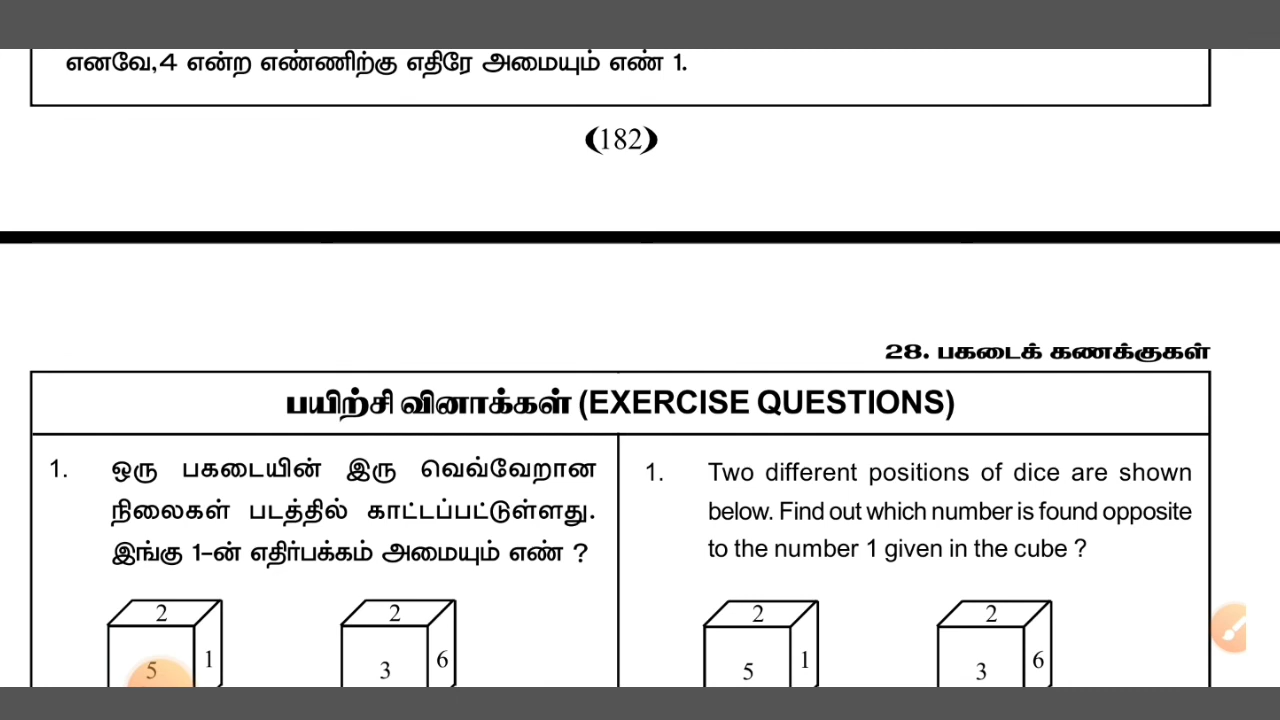 எனவே,4 என்ற எண்ணிற்கு எதிரே அமையும் எண் 1.
(182)
28. பகடைக் கணக்குகள்
பயிற்சி வினாக்கள் (EXERCISE QUESTIONS)
1. ஒரு பகடையின் இரு வெவ்வேறான
நிலைகள் படத்தில் காட்டப்பட்டுள்ளது.
இங்கு 1-ன் எதிர்பக்கம் அமையும் எண் ?
2
5
1
2
3
6
1. Two different positions of dice are shown
below. Find out which number is found opposite
to the number 1 given in the cube ?
2
5
1
2
3
6